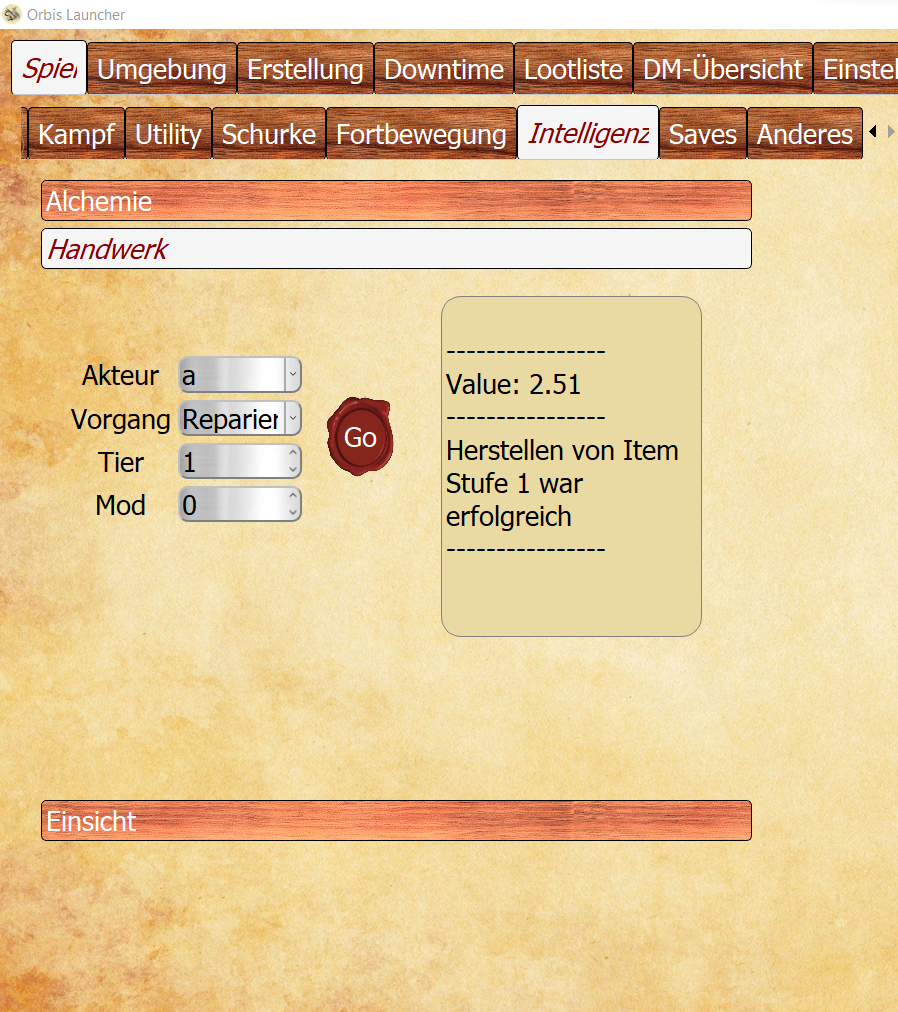 Orbis Launcher
Spiel Umgebung Erstellung Downtime Lootliste DM-Übersicht Einstel
Kampf Utility Schurke Fortbewegung Intelligenz Saves Anderes
Alchemie
Handwerk
Akteur a
Vorgang Reparier
Tier 1
Mod 0
Go
----------------
Value: 2.51
----------------
Herstellen von Item
Stufe 1 war
erfolgreich
----------------
Einsicht